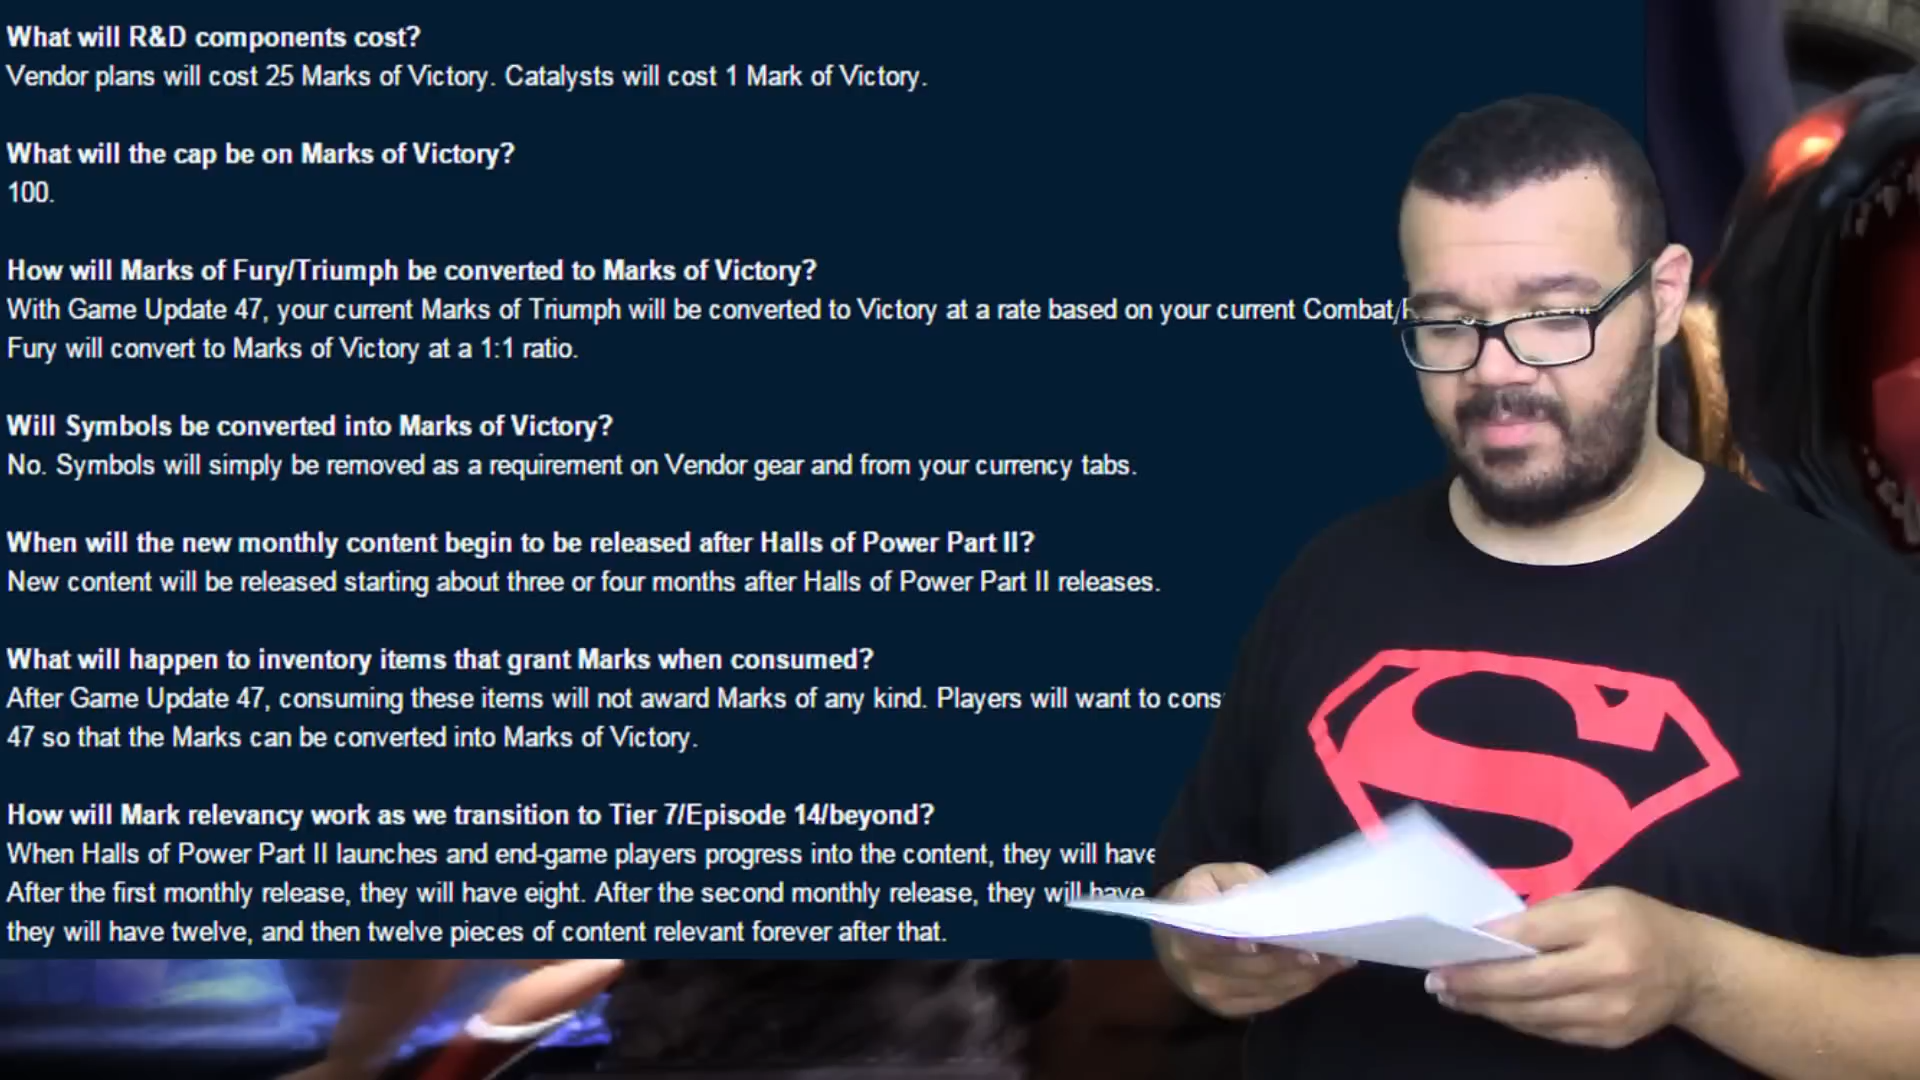 What will R&D components cost?
Vendor plans will cost 25 Marks of Victory. Catalysts will cost 1 Mark of Victory.
What will the cap be on Marks of Victory?
100.
How will Marks of Fury/Triumph be converted to Marks of Victory?
With Game Update 47, your current Marks of Triumph will be converted to Victory at a rate based on your current Combat/
Fury will convert to Marks of Victory at a 1:1 ratio.
Will Symbols be converted into Marks of Victory?
No. Symbols will simply be removed as a requirement on Vendor gear and from your currency tabs.
When will the new monthly content begin to be released after Halls of Power Part II?
New content will be released starting about three or four months after Halls of Power Part II releases.
What will happen to inventory items that grant Marks when consumed?
After Game Update 47, consuming these items will not award Marks of any kind. Players will want to cons
47 so that the Marks can be converted into Marks of Victory.
How will Mark relevancy work as we transition to Tier 7/Episode 14/beyond?
When Halls of Power Part II launches and end-game players progress into the content, they will have
After the first monthly release, they will have eight. After the second monthly release, they will have
they will have twelve, and then twelve pieces of content relevant forever after that.
S